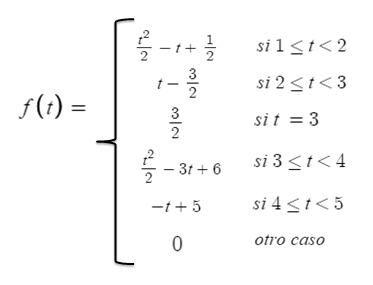 t²/2 − t + 1/2 si 1 ≤ t < 2
t − 3/2 si 2 ≤ t < 3
f(t) = 3/2 si t = 3
t²/2 − 3t + 6 si 3 ≤ t < 4
−t + 5 si 4 ≤ t < 5
0 otro caso